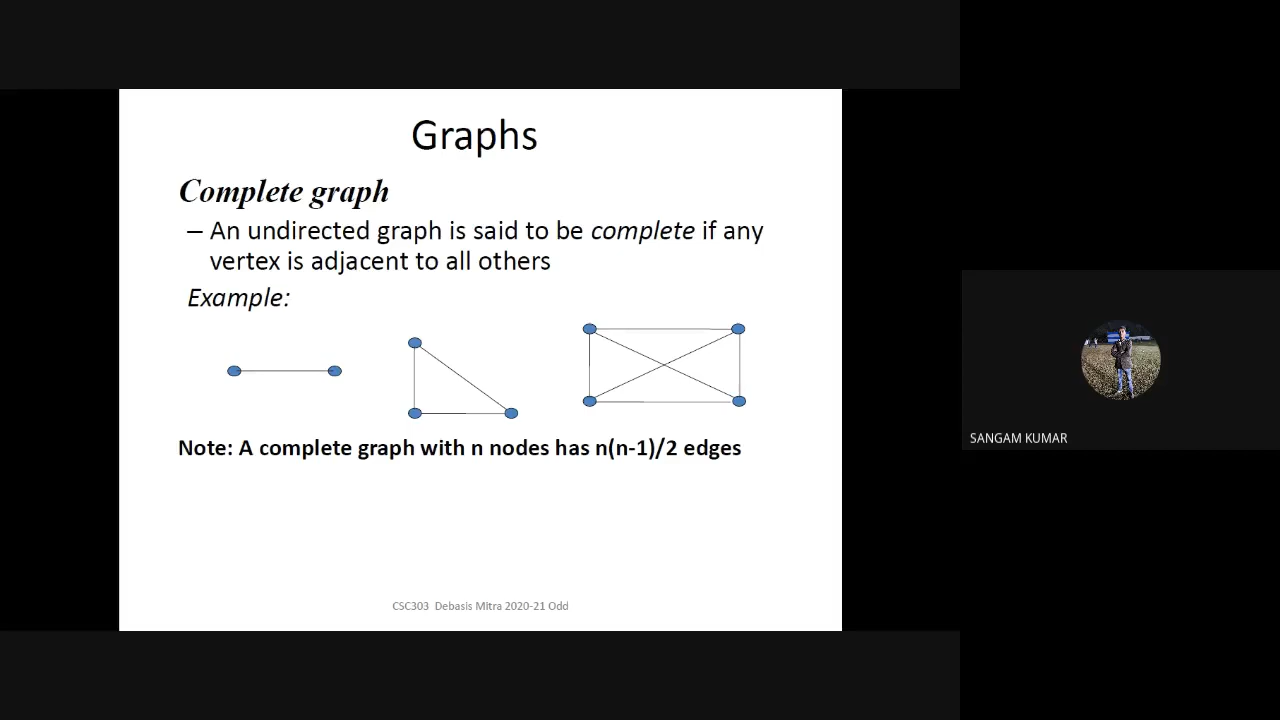 Graphs
Complete graph
– An undirected graph is said to be complete if any
vertex is adjacent to all others
Example:
Note: A complete graph with n nodes has n(n-1)/2 edges
CSC303 Debasis Mitra 2020-21 Odd
SANGAM KUMAR